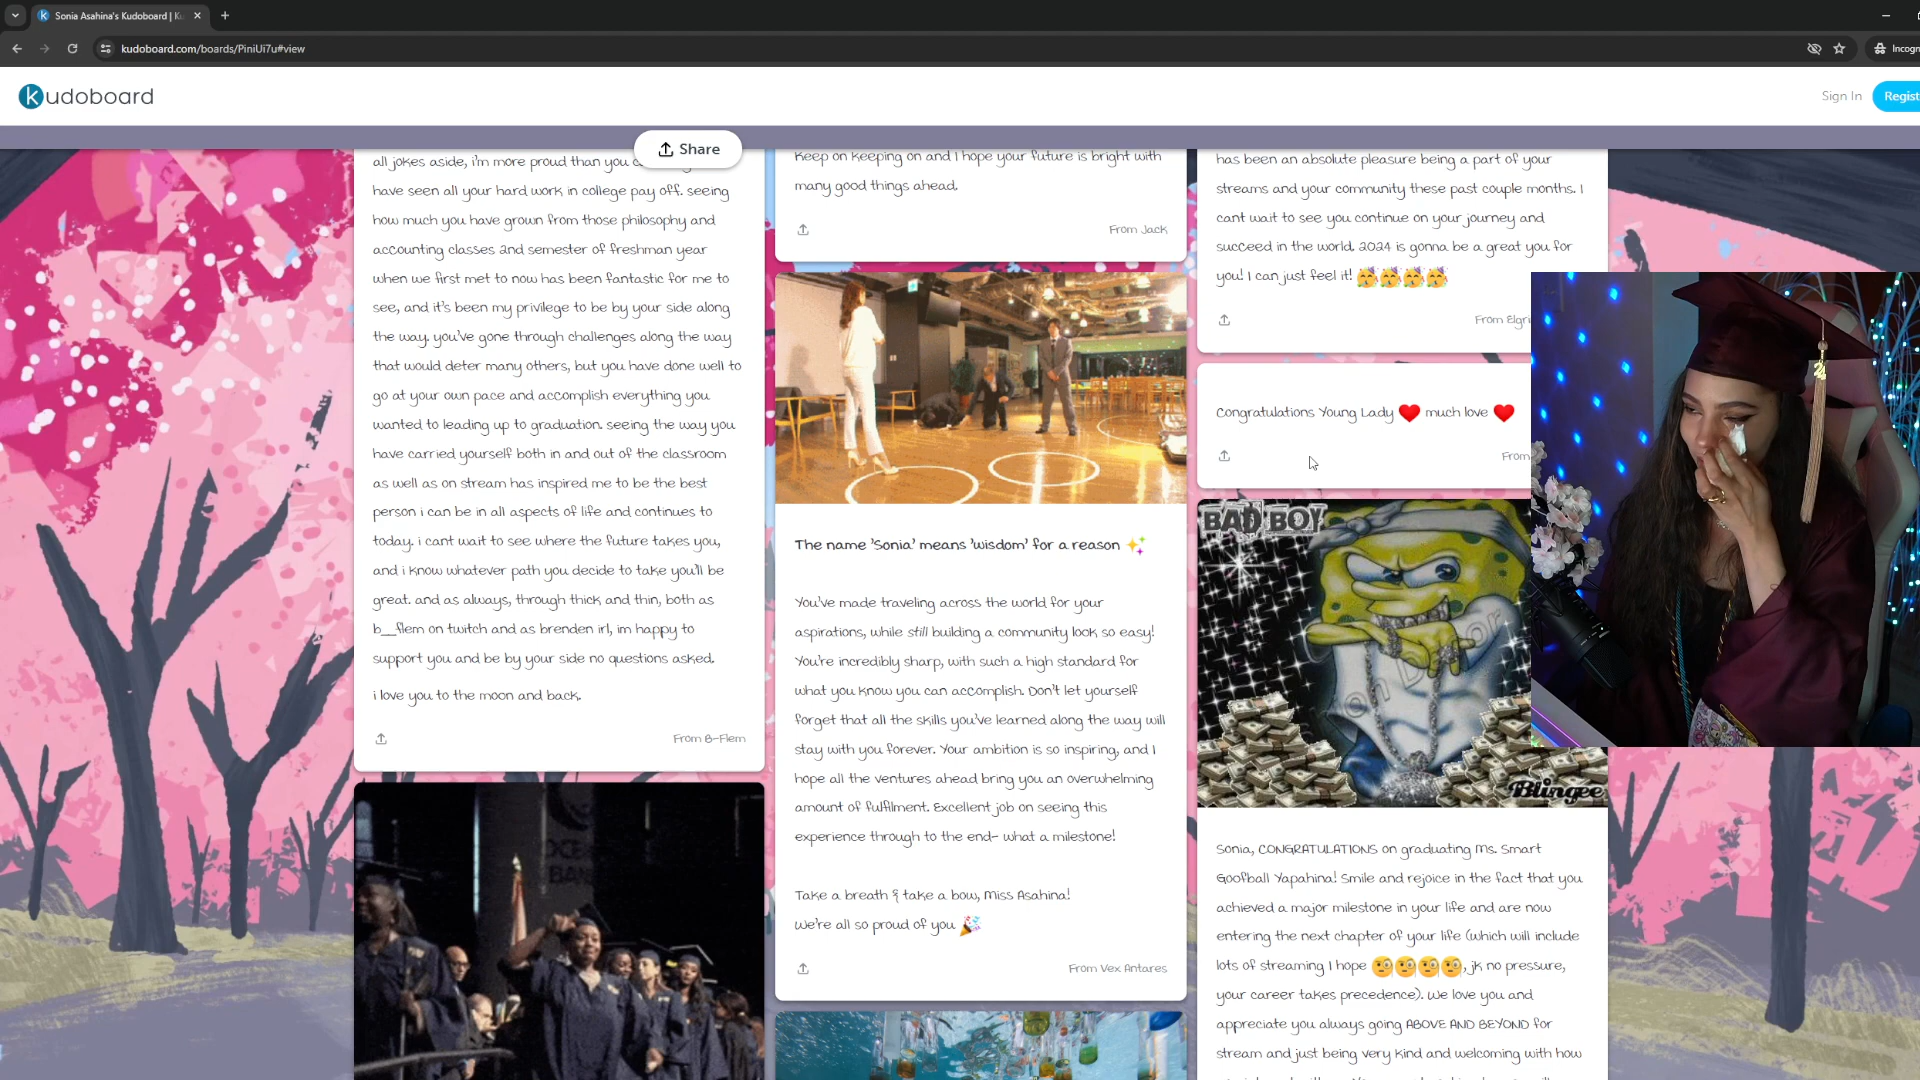 Sonia Asahina's Kudoboard | Ku
kudoboard.com/boards/PiniUi7u#view
Incogn
kudoboard
Sign In
Regist
Share
all jokes aside, i'm more proud than you
have seen all your hard work in college pay off. seeing
how much you have grown from those philosophy and
accounting classes 2nd semester of freshman year
when we first met to now has been fantastic for me to
see, and it's been my privilege to be by your side along
the way. you've gone through challenges along the way
that would deter many others, but you have done well to
go at your own pace and accomplish everything you
wanted to leading up to graduation. seeing the way you
have carried yourself both in and out of the classroom
as well as on stream has inspired me to be the best
person i can be in all aspects of life and continues to
today. i cant wait to see where the future takes you,
and i know whatever path you decide to take you'll be
great. and as always, through thick and thin, both as
b__flem on twitch and as brenden irl, im happy to
support you and be by your side no questions asked.
i love you to the moon and back.
From B-Flem
Keep on keeping on and I hope your future is bright with
many good things ahead.
From Jack
The name 'Sonia' means 'wisdom' for a reason ✨
You've made traveling across the world for your
aspirations, while still building a community look so easy!
You're incredibly sharp, with such a high standard for
what you know you can accomplish. Don't let yourself
forget that all the skills you've learned along the way will
stay with you forever. Your ambition is so inspiring, and I
hope all the ventures ahead bring you an overwhelming
amount of fulfilment. Excellent job on seeing this
experience through to the end- what a milestone!
Take a breath & take a bow, Miss Asahina!
We're all so proud of you 🎉
From Vex Antares
has been an absolute pleasure being a part of your
streams and your community these past couple months. I
cant wait to see you continue on your journey and
succeed in the world. 2024 is gonna be a great you for
you! I can just feel it! 🥳🥳🥳🥳
From Elgri
Congratulations Young Lady ❤️ much love ❤️
From
BAD BOY
Blingee
Sonia, CONGRATULATIONS on graduating Ms. Smart
Goofball Yapahina! Smile and rejoice in the fact that you
achieved a major milestone in your life and are now
entering the next chapter of your life (which will include
lots of streaming I hope 🧐🧐🧐🧐, jk no pressure,
your career takes precedence). We love you and
appreciate you always going ABOVE AND BEYOND for
stream and just being very kind and welcoming with how